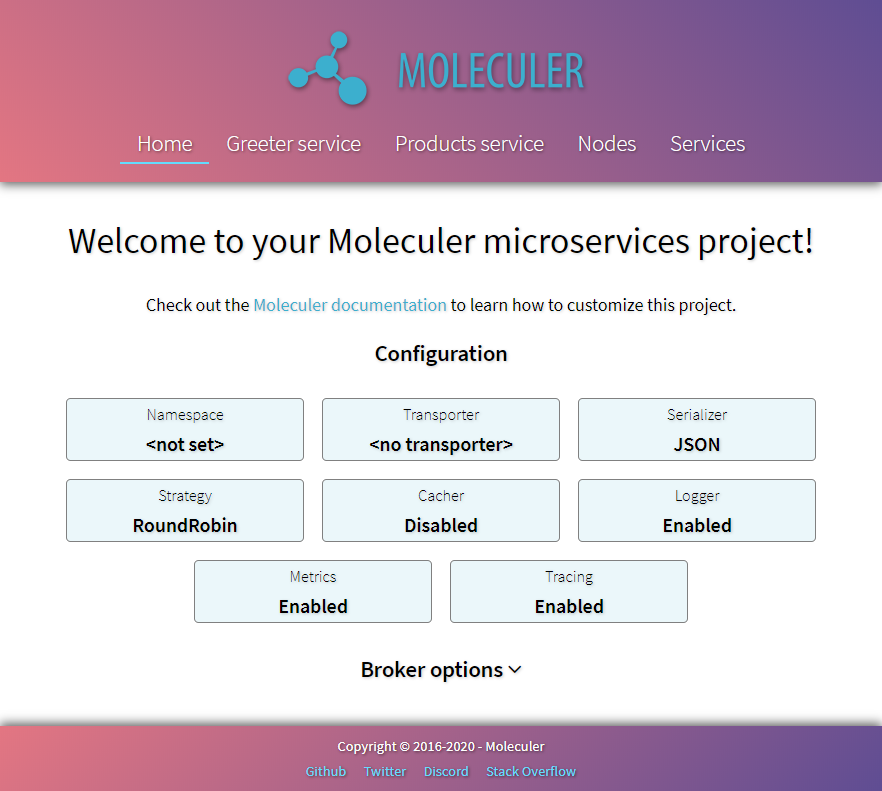 MOLECULER
Home Greeter service Products service Nodes Services
Welcome to your Moleculer microservices project!
Check out the Moleculer documentation to learn how to customize this project.
Configuration
Namespace Transporter Serializer
<not set> <no transporter> JSON
Strategy Cacher Logger
RoundRobin Disabled Enabled
Metrics Tracing
Enabled Enabled
Broker options
Copyright © 2016-2020 - Moleculer
Github Twitter Discord Stack Overflow